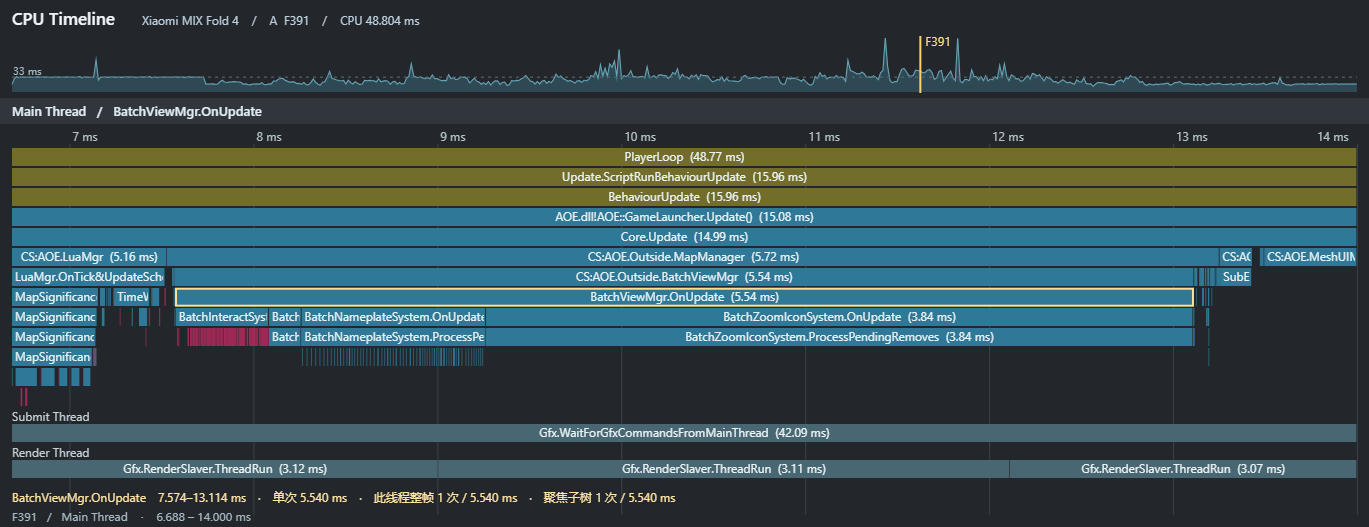 CPU Timeline Xiaomi MIX Fold 4 / A F391 / CPU 48.804 ms
F391
33 ms
Main Thread / BatchViewMgr.OnUpdate
7 ms 8 ms 9 ms 10 ms 11 ms 12 ms 13 ms 14 ms
PlayerLoop (48.77 ms)
Update.ScriptRunBehaviourUpdate (15.96 ms)
BehaviourUpdate (15.96 ms)
AOE.dll!AOE::GameLauncher.Update() (15.08 ms)
Core.Update (14.99 ms)
CS:AOE.LuaMgr (5.16 ms) CS:AOE.Outside.MapManager (5.72 ms) CS:AC CS:AOE.MeshUIM
LuaMgr.OnTick&UpdateSche CS:AOE.Outside.BatchViewMgr (5.54 ms) SubE
MapSignificanc TimeW BatchViewMgr.OnUpdate (5.54 ms)
MapSignificanc BatchInteractSyst Batch BatchNameplateSystem.OnUpdate BatchZoomIconSystem.OnUpdate (3.84 ms)
MapSignificanc Batch BatchNameplateSystem.ProcessPe BatchZoomIconSystem.ProcessPendingRemoves (3.84 ms)
MapSignifican
Submit Thread
Gfx.WaitForGfxCommandsFromMainThread (42.09 ms)
Render Thread
Gfx.RenderSlaver.ThreadRun (3.12 ms) Gfx.RenderSlaver.ThreadRun (3.11 ms) Gfx.RenderSlaver.ThreadRun (3.07 ms)
BatchViewMgr.OnUpdate 7.574–13.114 ms · 单次 5.540 ms · 此线程整帧 1 次 / 5.540 ms · 聚焦子树 1 次 / 5.540 ms
F391 / Main Thread · 6.688 – 14.000 ms